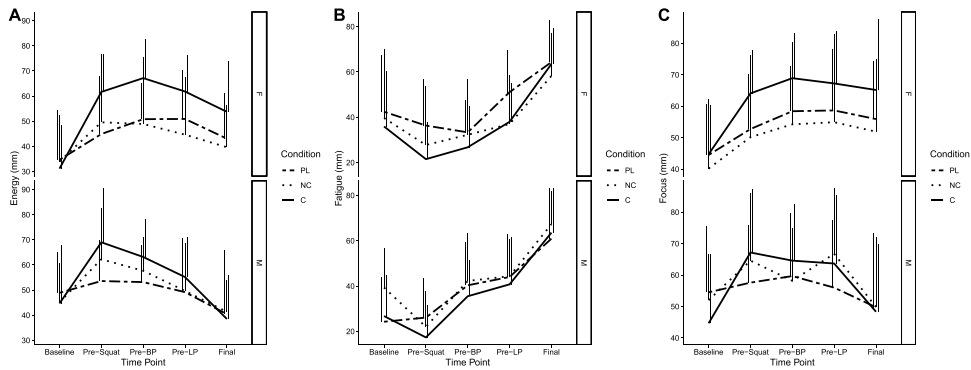 A
90
80
70
60
50
40
30
F
90
80
70
60
50
40
30
M
Energy (mm)
Baseline Pre−Squat Pre−BP Pre−LP Final
Time Point
Condition
PL
NC
C
B
80
60
40
20
F
80
60
40
20
M
Fatigue (mm)
Baseline Pre−Squat Pre−BP Pre−LP Final
Time Point
Condition
PL
NC
C
C
80
70
60
50
40
F
80
70
60
50
40
M
Focus (mm)
Baseline Pre−Squat Pre−BP Pre−LP Final
Time Point
Condition
PL
NC
C